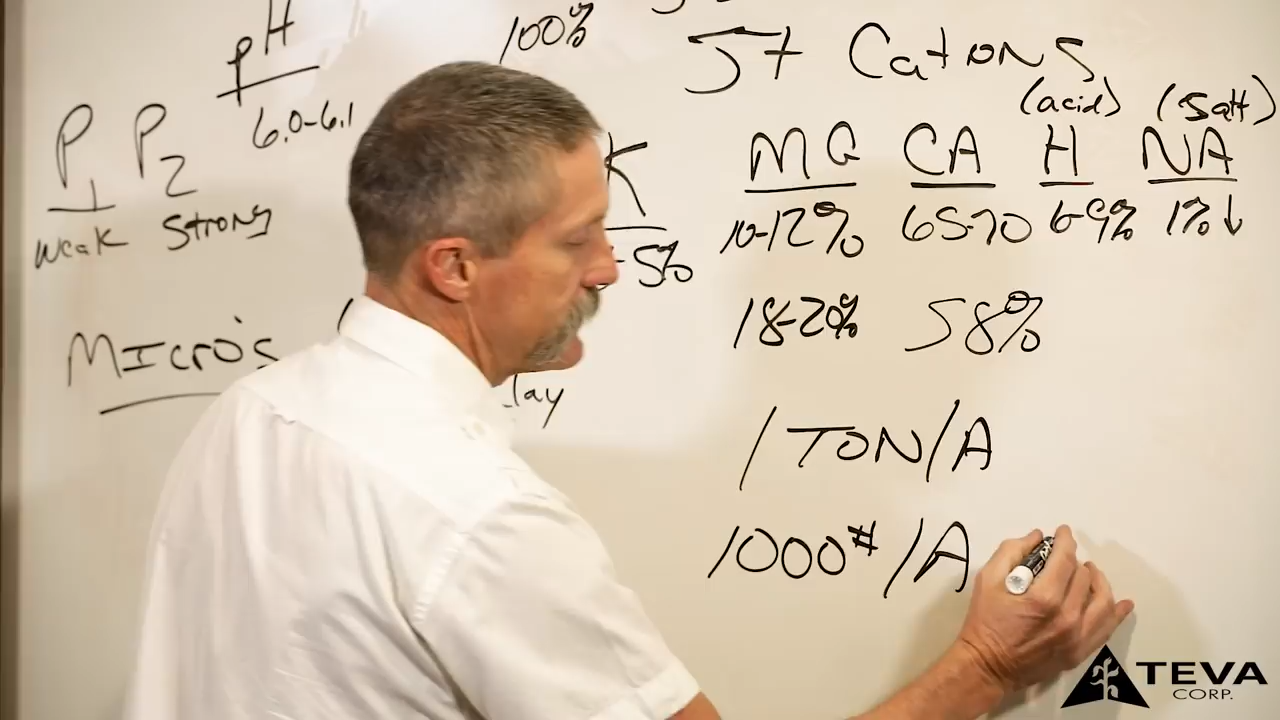 pH
6.0-6.1
P1 P2
weak Strong
Micro's
100%
5+ Cations
(acid) (Salt)
K MG CA H NA
5% 10-12% 65-70 6-9% 1%↓
18-20% 58%
1 TON/A
1000#/A
TEVA
CORP.